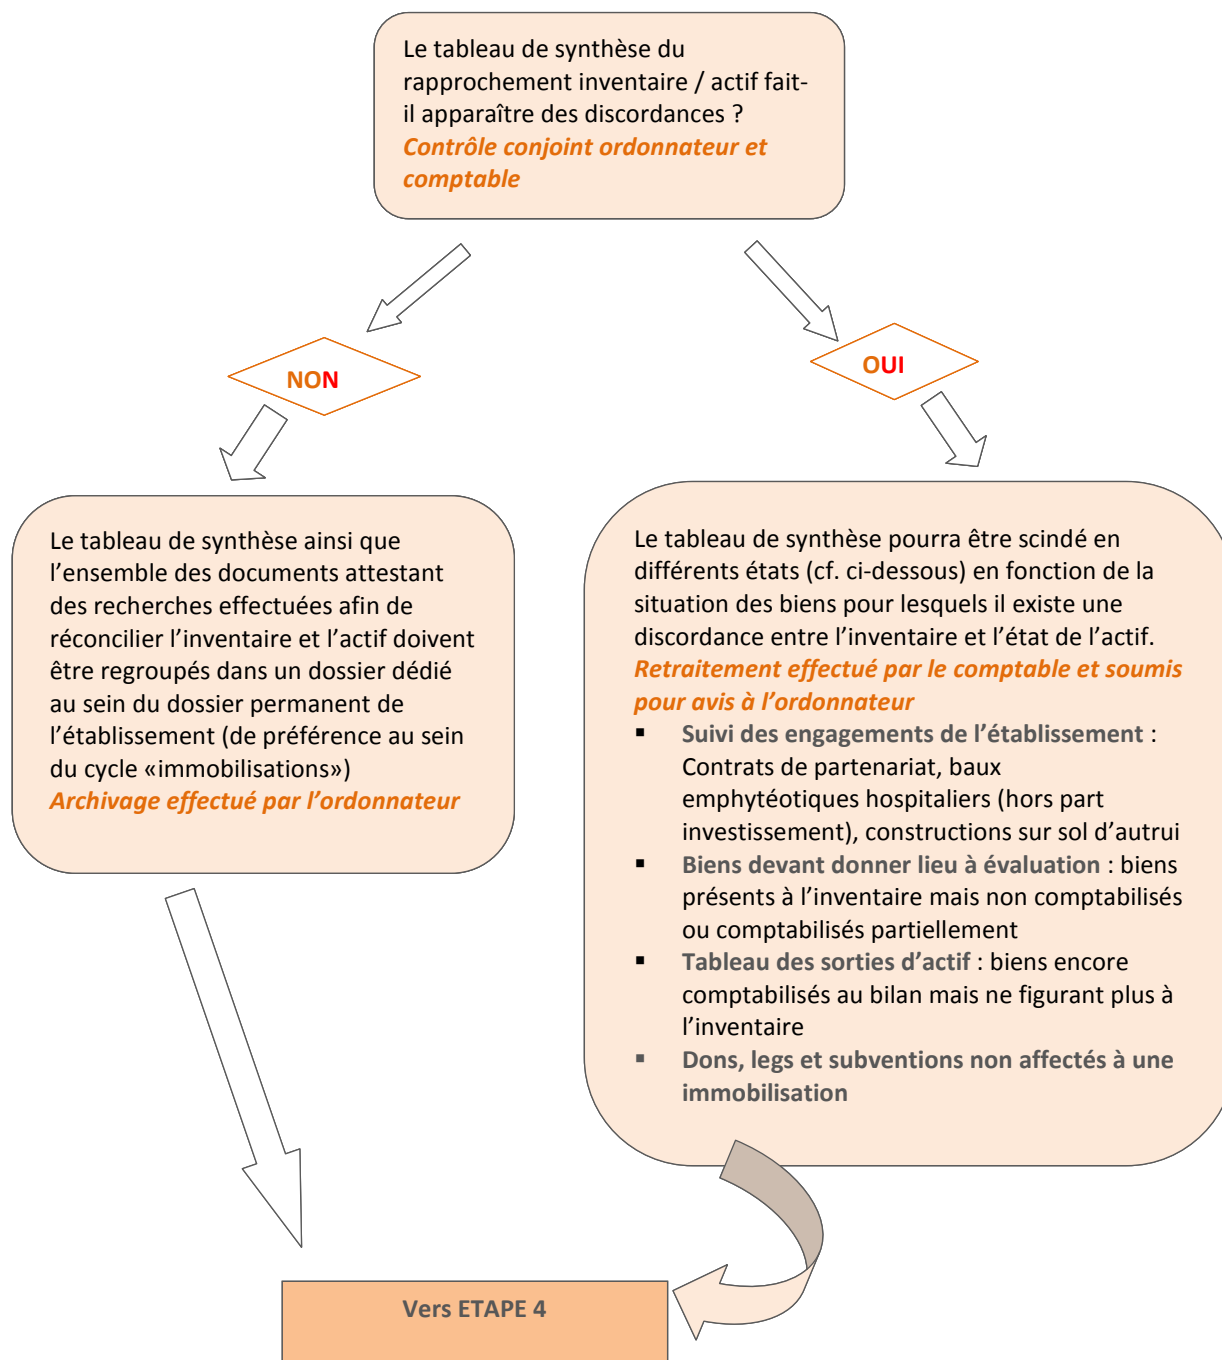 Le tableau de synthèse du
rapprochement inventaire / actif fait-
il apparaître des discordances ?
Contrôle conjoint ordonnateur et
comptable
NON
OUI
Le tableau de synthèse ainsi que
l’ensemble des documents attestant
des recherches effectuées afin de
réconcilier l’inventaire et l’actif doivent
être regroupés dans un dossier dédié
au sein du dossier permanent de
l’établissement (de préférence au sein
du cycle «immobilisations»)
Archivage effectué par l’ordonnateur
Le tableau de synthèse pourra être scindé en
différents états (cf. ci-dessous) en fonction de la
situation des biens pour lesquels il existe une
discordance entre l’inventaire et l’état de l’actif.
Retraitement effectué par le comptable et soumis
pour avis à l’ordonnateur
▪ Suivi des engagements de l’établissement :
Contrats de partenariat, baux
emphytéotiques hospitaliers (hors part
investissement), constructions sur sol d’autrui
▪ Biens devant donner lieu à évaluation : biens
présents à l’inventaire mais non comptabilisés
ou comptabilisés partiellement
▪ Tableau des sorties d’actif : biens encore
comptabilisés au bilan mais ne figurant plus à
l’inventaire
▪ Dons, legs et subventions non affectés à une
immobilisation
Vers ETAPE 4